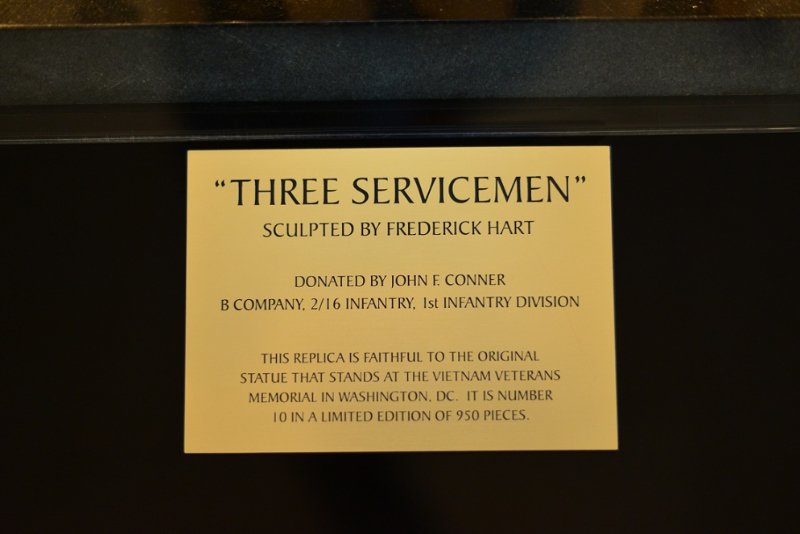 “THREE SERVICEMEN”
SCULPTED BY FREDERICK HART
DONATED BY JOHN F. CONNER
B COMPANY, 2/16 INFANTRY, 1st INFANTRY DIVISION
THIS REPLICA IS FAITHFUL TO THE ORIGINAL
STATUE THAT STANDS AT THE VIETNAM VETERANS
MEMORIAL IN WASHINGTON, DC. IT IS NUMBER
10 IN A LIMITED EDITION OF 950 PIECES.